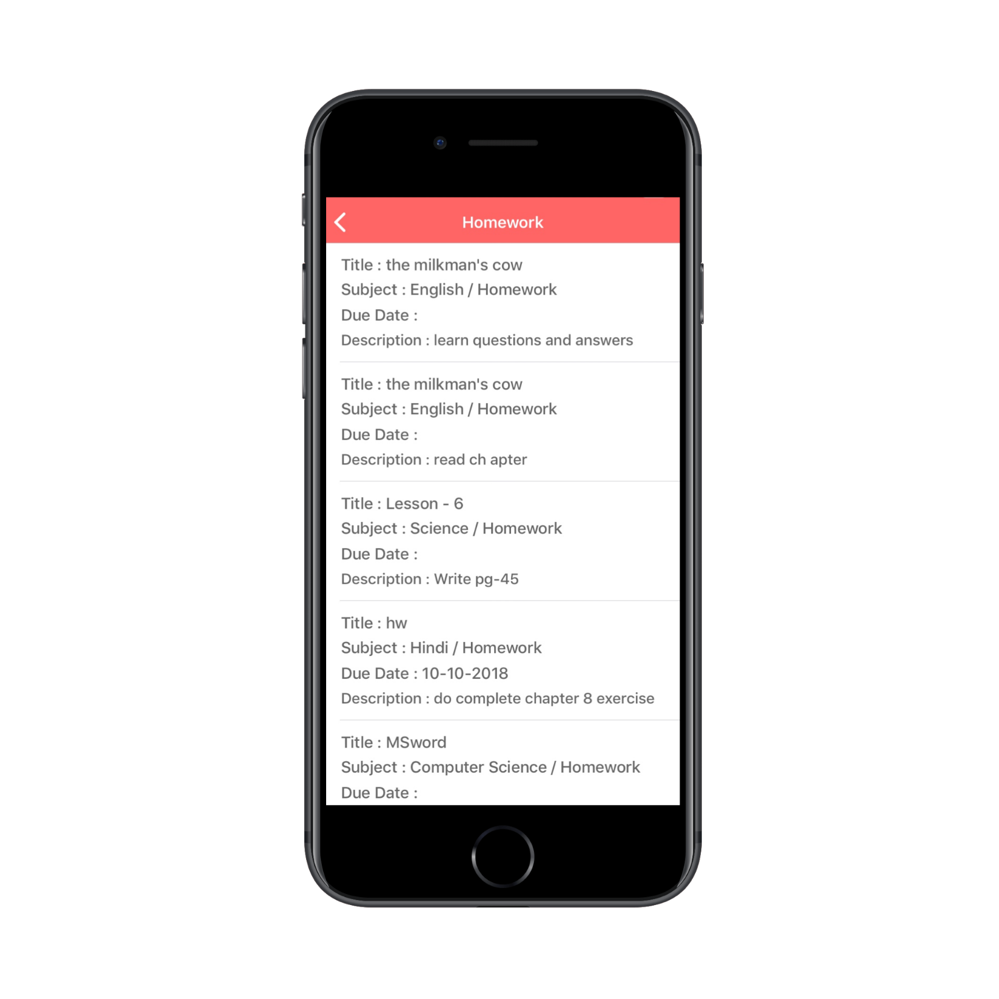 Homework
Title : the milkman's cow
Subject : English / Homework
Due Date :
Description : learn questions and answers
Title : the milkman's cow
Subject : English / Homework
Due Date :
Description : read ch apter
Title : Lesson - 6
Subject : Science / Homework
Due Date :
Description : Write pg-45
Title : hw
Subject : Hindi / Homework
Due Date : 10-10-2018
Description : do complete chapter 8 exercise
Title : MSword
Subject : Computer Science / Homework
Due Date :